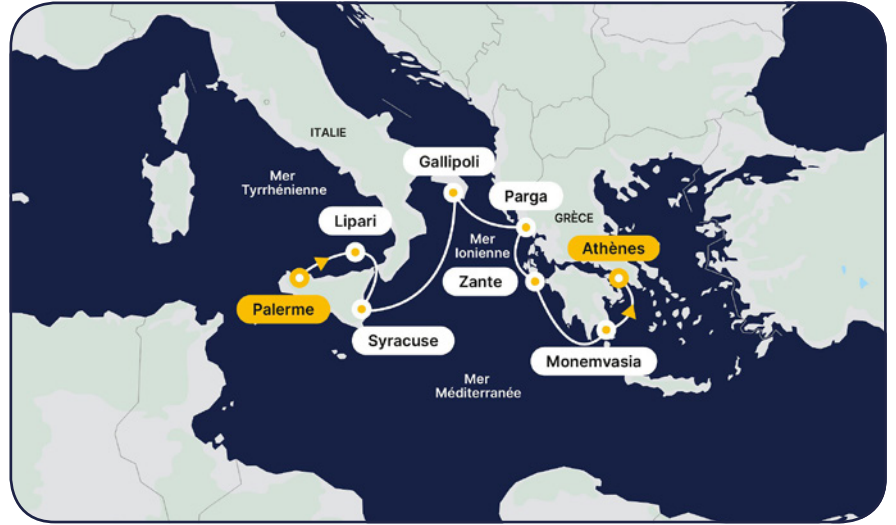 ITALIE
Gallipoli
Mer
Tyrrhénienne
Parga
Lipari
GRÈCE
Mer
Ionienne
Athènes
Zante
Palerme
Syracuse
Monemvasia
Mer
Méditerranée